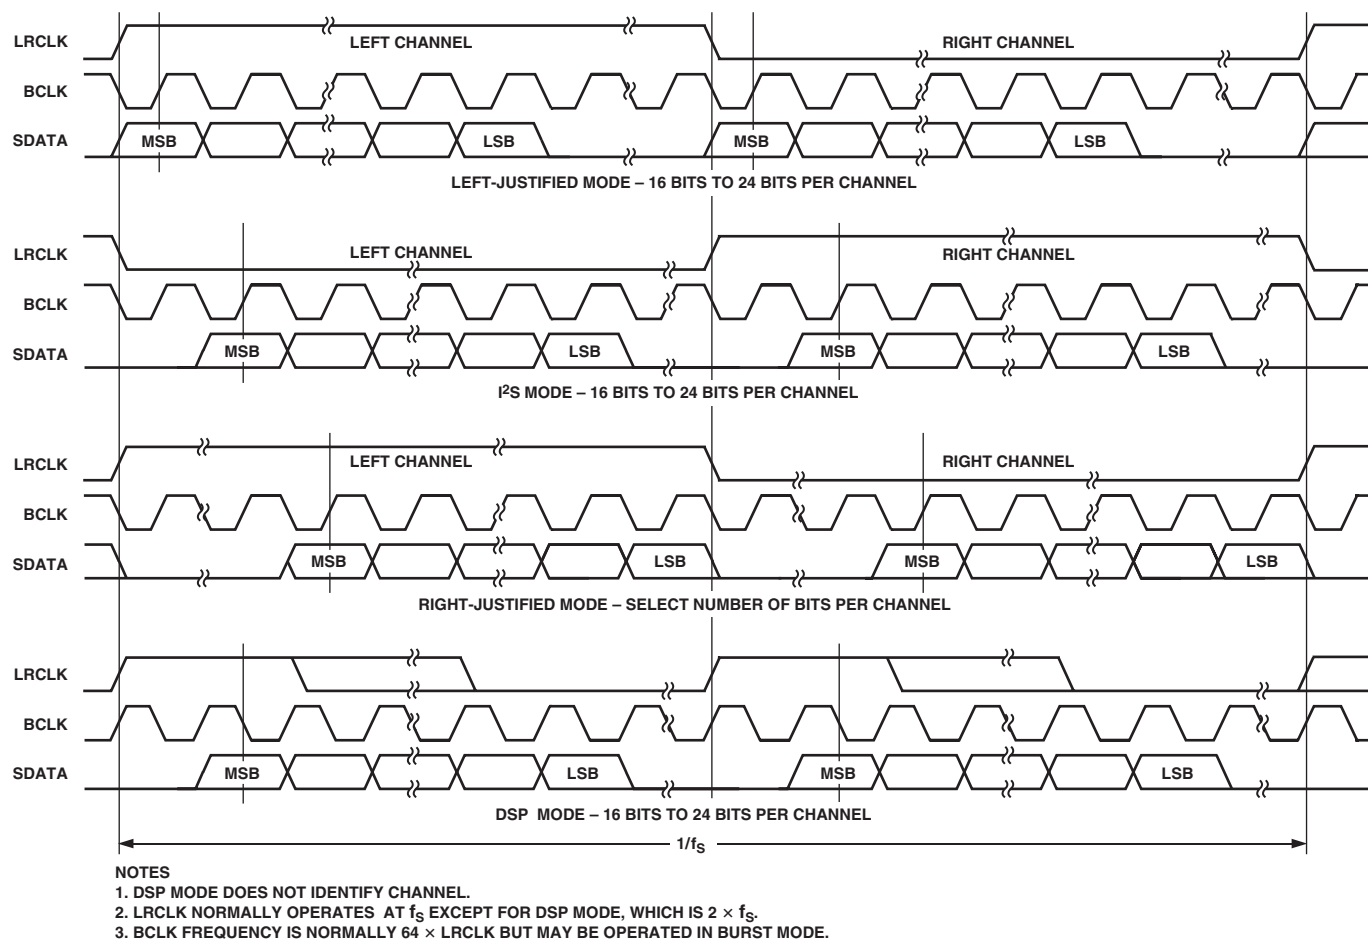 LRCLK
LEFT CHANNEL
RIGHT CHANNEL
BCLK
SDATA
MSB
LSB
MSB
LSB
LEFT-JUSTIFIED MODE – 16 BITS TO 24 BITS PER CHANNEL
LRCLK
LEFT CHANNEL
RIGHT CHANNEL
BCLK
SDATA
MSB
LSB
MSB
LSB
I²S MODE – 16 BITS TO 24 BITS PER CHANNEL
LRCLK
LEFT CHANNEL
RIGHT CHANNEL
BCLK
SDATA
MSB
LSB
MSB
LSB
RIGHT-JUSTIFIED MODE – SELECT NUMBER OF BITS PER CHANNEL
LRCLK
BCLK
SDATA
MSB
LSB
MSB
LSB
DSP MODE – 16 BITS TO 24 BITS PER CHANNEL
1/fS
NOTES
1. DSP MODE DOES NOT IDENTIFY CHANNEL.
2. LRCLK NORMALLY OPERATES AT fS EXCEPT FOR DSP MODE, WHICH IS 2 × fS.
3. BCLK FREQUENCY IS NORMALLY 64 × LRCLK BUT MAY BE OPERATED IN BURST MODE.